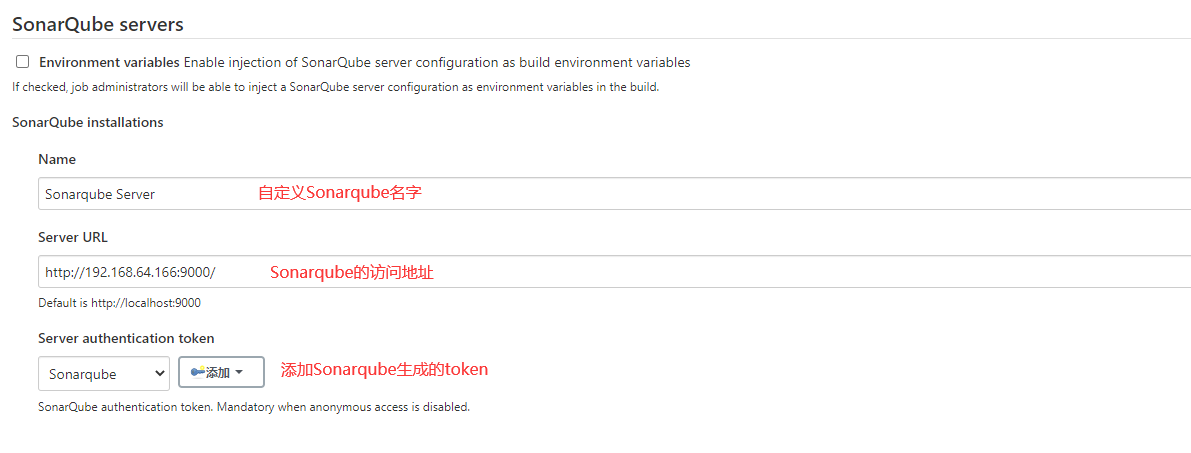 SonarQube servers
Environment variables Enable injection of SonarQube server configuration as build environment variables
If checked, job administrators will be able to inject a SonarQube server configuration as environment variables in the build.
SonarQube installations
Name
Sonarqube Server 自定义Sonarqube名字
Server URL
http://192.168.64.166:9000/ Sonarqube的访问地址
Default is http://localhost:9000
Server authentication token
Sonarqube 添加 添加Sonarqube生成的token
SonarQube authentication token. Mandatory when anonymous access is disabled.